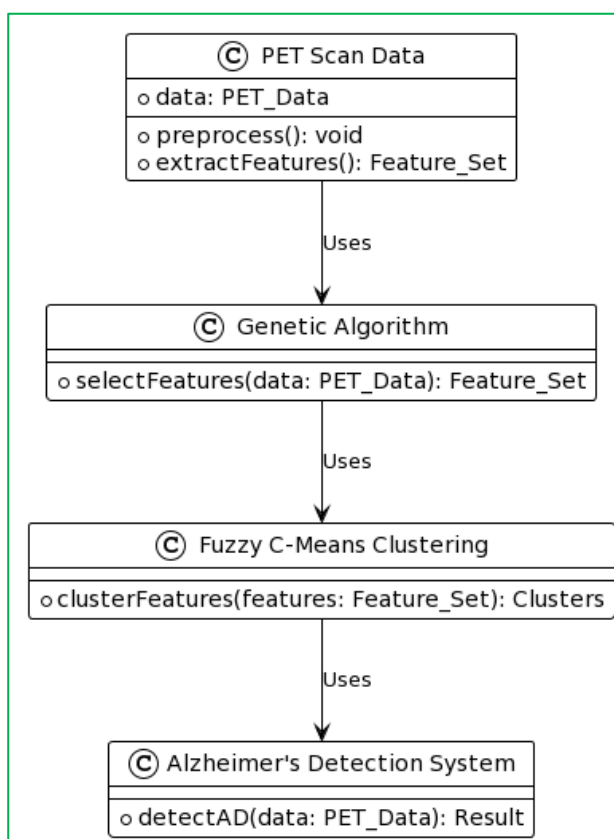 C PET Scan Data
data: PET_Data
preprocess(): void
extractFeatures(): Feature_Set
Uses
C Genetic Algorithm
selectFeatures(data: PET_Data): Feature_Set
Uses
C Fuzzy C-Means Clustering
clusterFeatures(features: Feature_Set): Clusters
Uses
C Alzheimer's Detection System
detectAD(data: PET_Data): Result